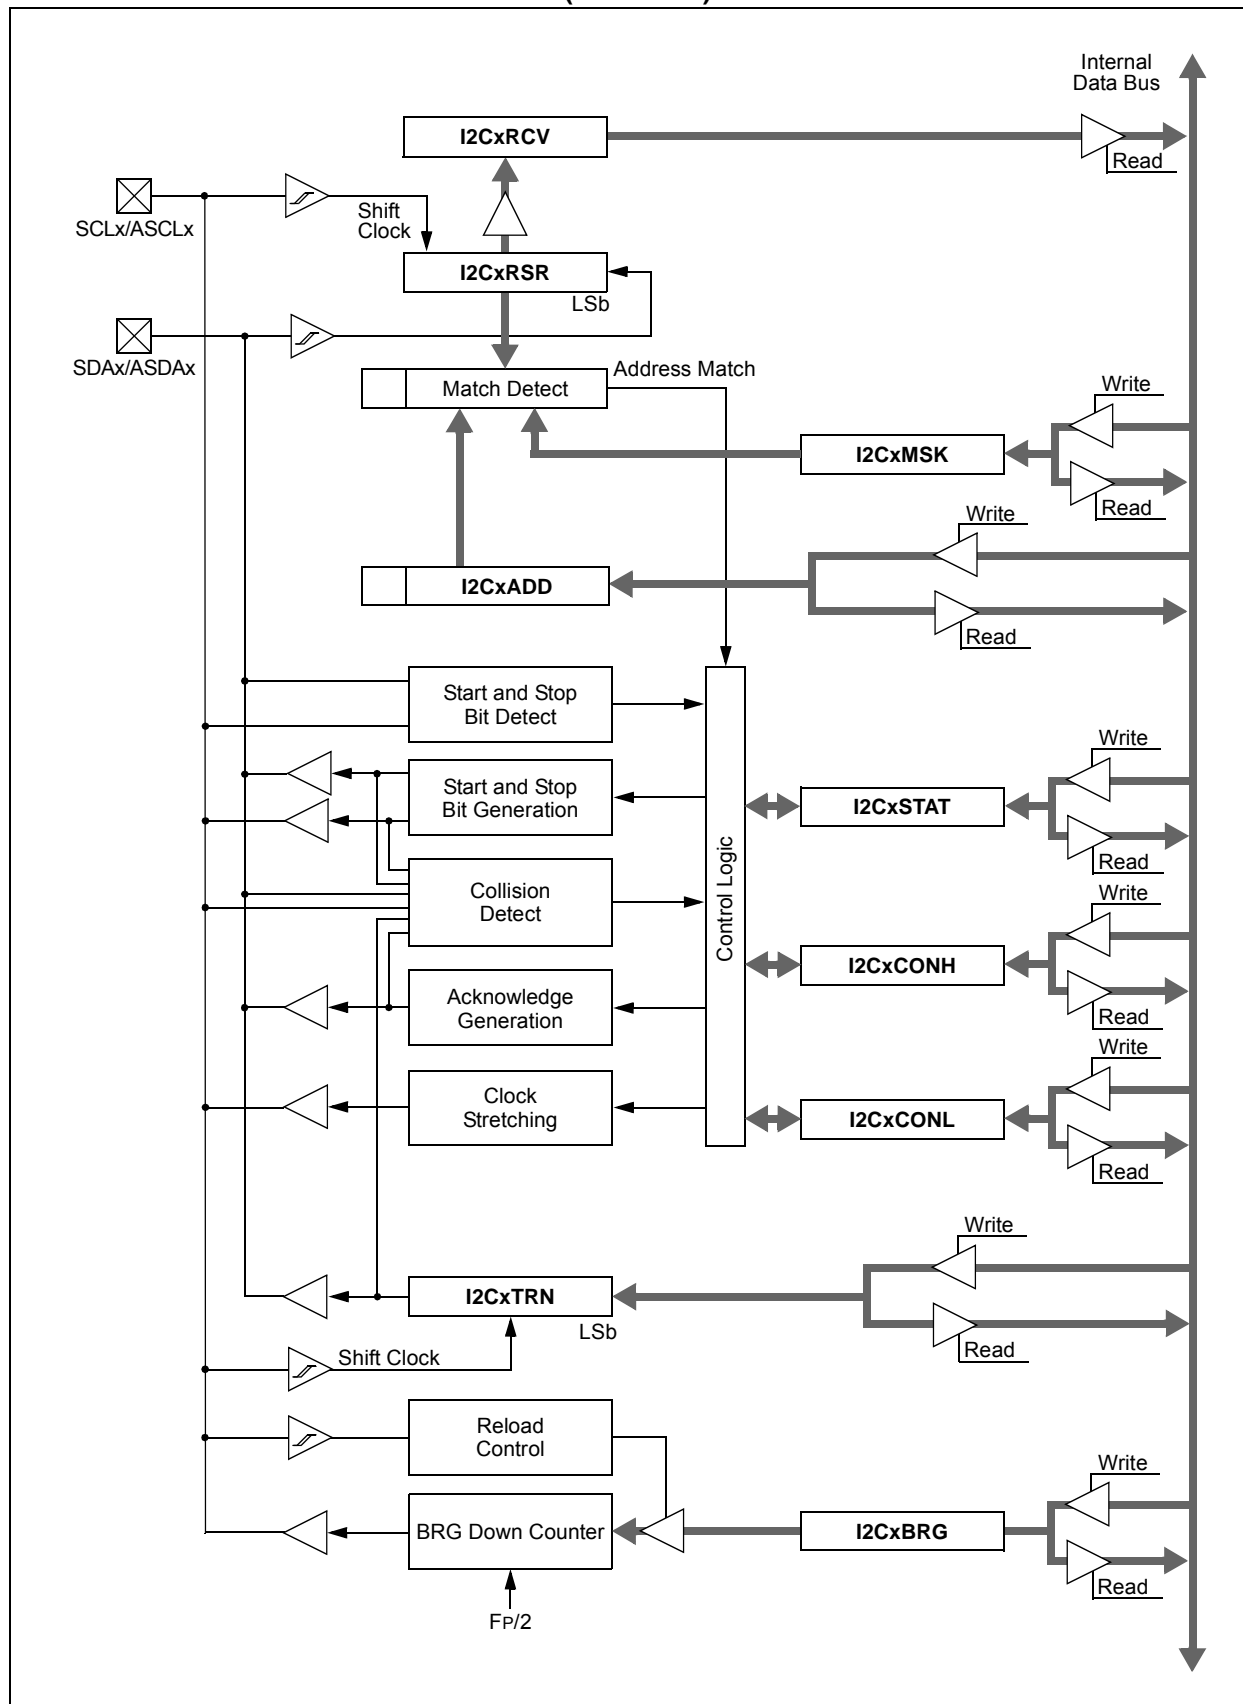 Internal
Data Bus
I2CxRCV
Read
SCLx/ASCLx
Shift
Clock
I2CxRSR
LSb
SDAx/ASDAx
Address Match
Match Detect
Write
I2CxMSK
Read
Write
I2CxADD
Read
Start and Stop
Bit Detect
Write
Start and Stop
Bit Generation
I2CxSTAT
Read
Control Logic
Collision
Detect
Write
I2CxCONH
Acknowledge
Generation
Read
Write
Clock
Stretching
I2CxCONL
Read
Write
I2CxTRN
LSb
Read
Shift Clock
Reload
Control
Write
BRG Down Counter
I2CxBRG
Read
FP/2